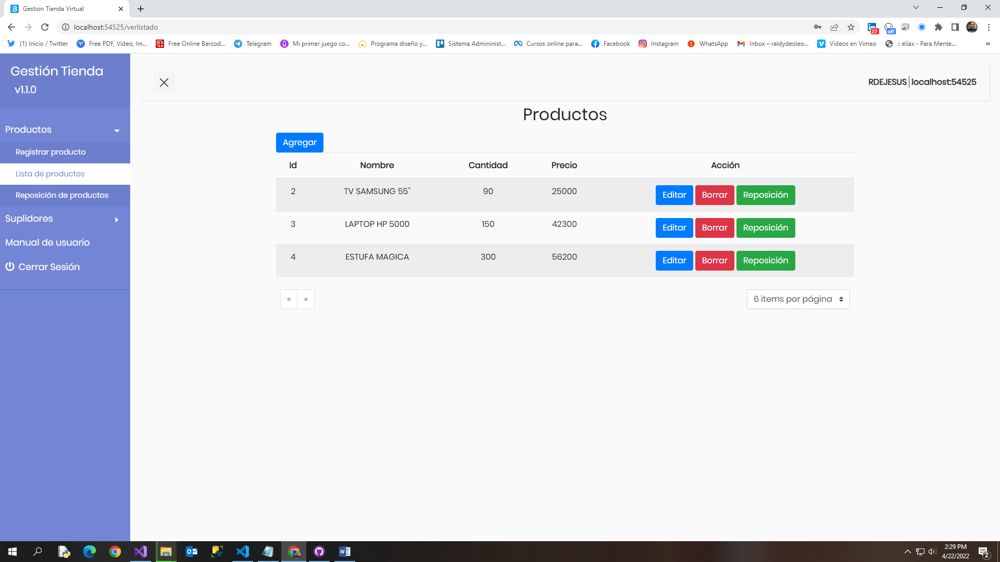 Gestion Tienda Virtual
localhost:54525/verlistado
27
off
(1) Inicio / Twitter
Free PDF, Video, Im...
Free Online Barcod...
Telegram
Mi primer juego co...
Programa diseño y...
Sistema Admininist...
Cursos online para...
Facebook
Instagram
WhatsApp
Inbox – raldydeoleo...
Videos en Vimeo
:: eliax - Para Mente...
»
Gestión Tienda
v1.1.0
RDEJESUS localhost:54525
Productos
Registrar producto
Lista de productos
Reposición de productos
Suplidores
Manual de usuario
Cerrar Sesión
Productos
Agregar
Id Nombre Cantidad Precio Acción
2 TV SAMSUNG 55" 90 25000 Editar Borrar Reposición
3 LAPTOP HP 5000 150 42300 Editar Borrar Reposición
4 ESTUFA MAGICA 300 56200 Editar Borrar Reposición
« »
6 items por página
2:29 PM
4/22/2022
2